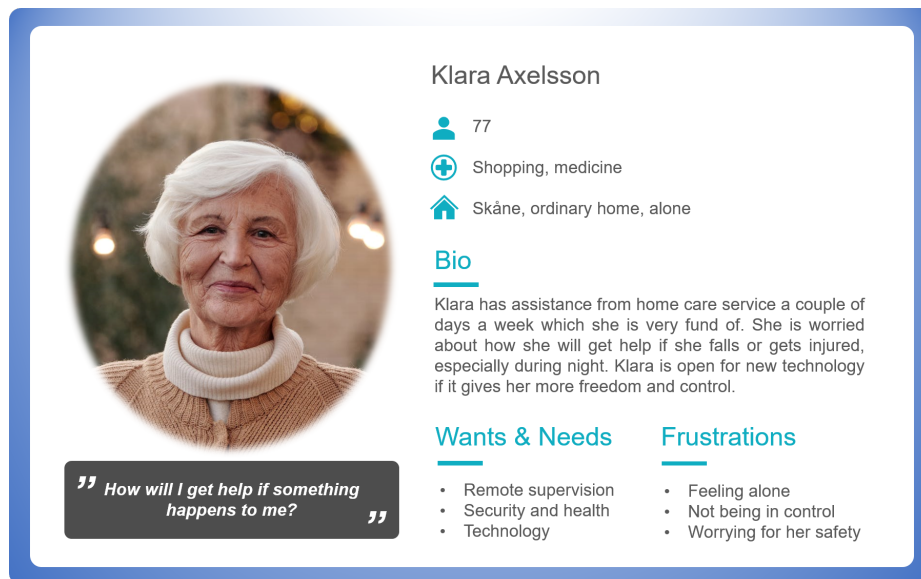 Klara Axelsson
77
Shopping, medicine
Skåne, ordinary home, alone
Bio
Klara has assistance from home care service a couple of
days a week which she is very fund of. She is worried
about how she will get help if she falls or gets injured,
especially during night. Klara is open for new technology
if it gives her more freedom and control.
Wants & Needs
• Remote supervision
• Security and health
• Technology
Frustrations
• Feeling alone
• Not being in control
• Worrying for her safety
” How will I get help if something
happens to me? ”